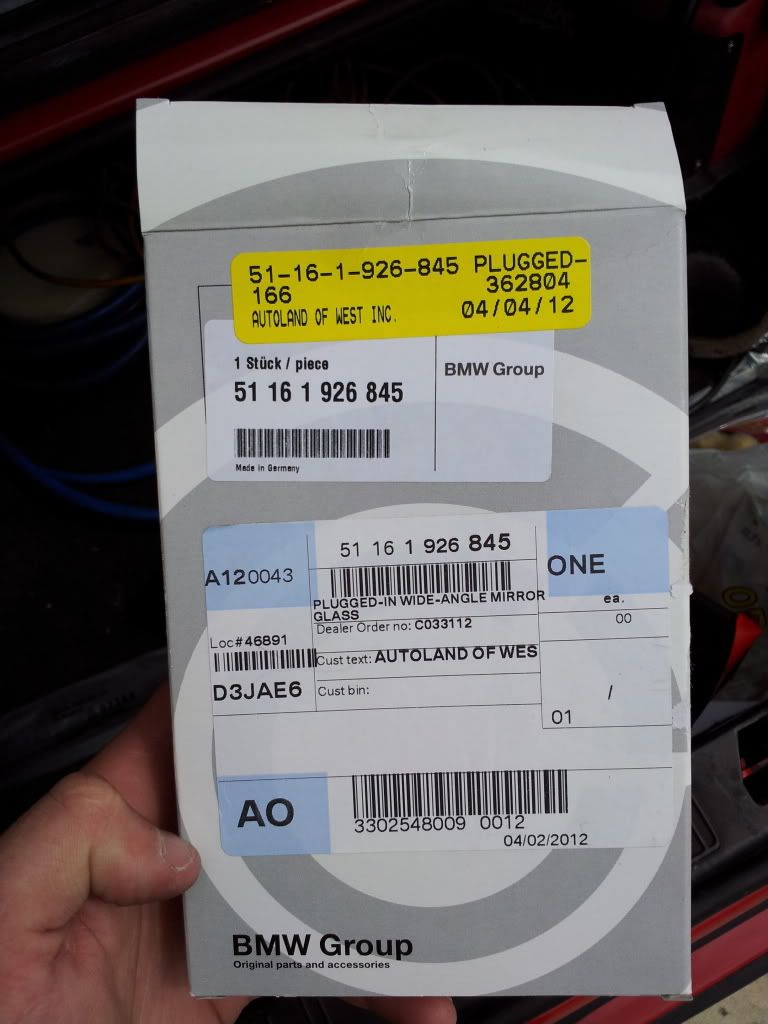 51-16-1-926-845 PLUGGED-
166 362804
AUTOLAND OF WEST INC. 04/04/12
1 Stück / piece
51 16 1 926 845
BMW Group
Made in Germany
51 16 1 926 845
A120043
ONE
PLUGGED-IN WIDE-ANGLE MIRROR
GLASS
ea.
Dealer Order no: C033112
00
Loc#46891
Cust text: AUTOLAND OF WES
D3JAE6
Cust bin:
/
01
AO
3302548009 0012
04/02/2012
BMW Group
Original parts and accessories